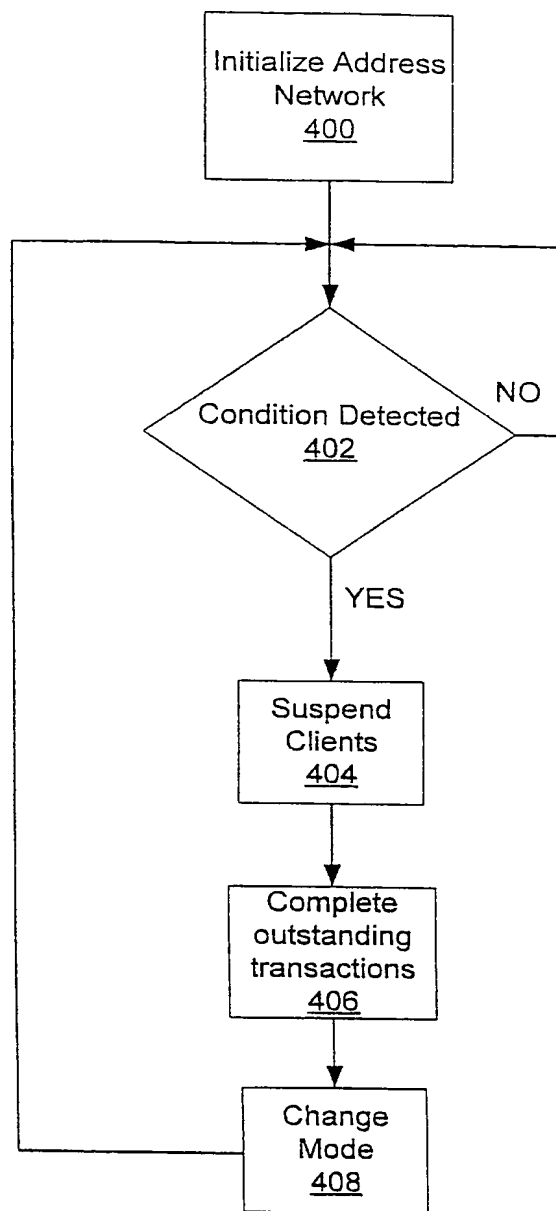 Initialize Address
Network
400
Condition Detected
402
NO
YES
Suspend
Clients
404
Complete
outstanding
transactions
406
Change
Mode
408